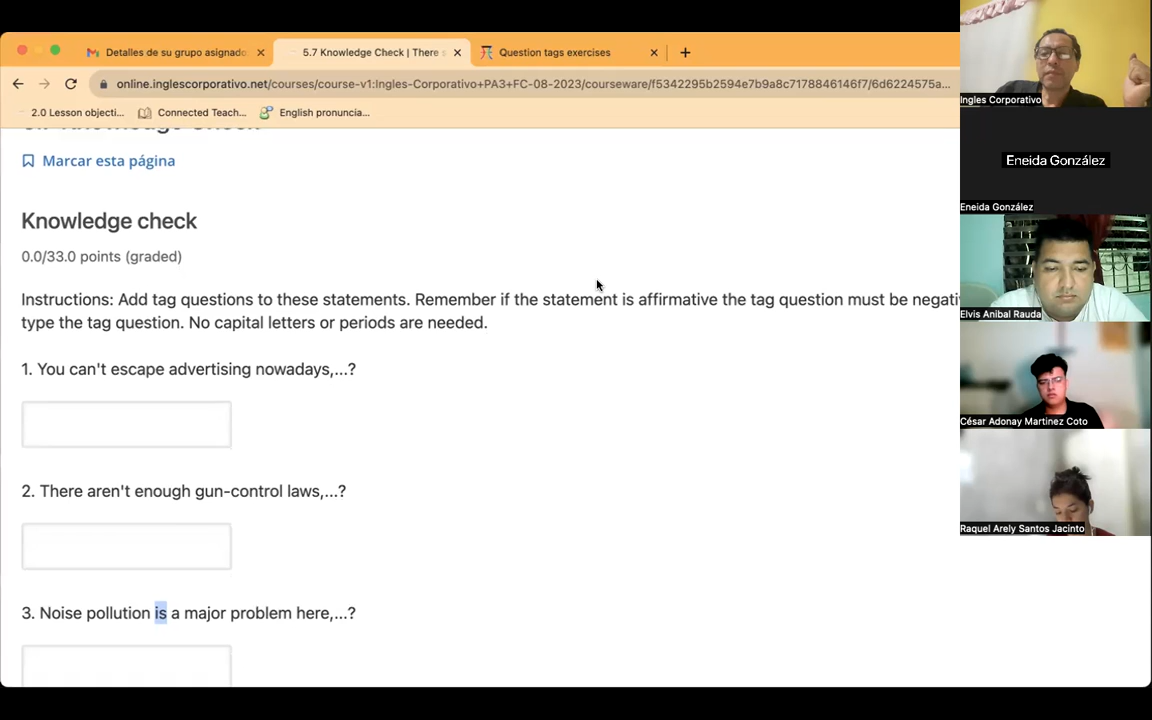 Detalles de su grupo asignado
5.7 Knowledge Check | There
Question tags exercises
online.inglescorporativo.net/courses/course-v1:Ingles-Corporativo+PA3+FC-08-2023/courseware/f5342295b2594e7b9a8c7178846146f7/6d6224575a...
2.0 Lesson objecti...
Connected Teach...
English pronuncia...
5.7 Knowledge Check
Marcar esta página
Knowledge check
0.0/33.0 points (graded)
Instructions: Add tag questions to these statements. Remember if the statement is affirmative the tag question must be negati
type the tag question. No capital letters or periods are needed.
1. You can't escape advertising nowadays,...?
2. There aren't enough gun-control laws,...?
3. Noise pollution is a major problem here,...?
Ingles Corporativo
Eneida González
Eneida González
Elvis Anibal Rauda
César Adonay Martinez Coto
Raquel Arely Santos Jacinto